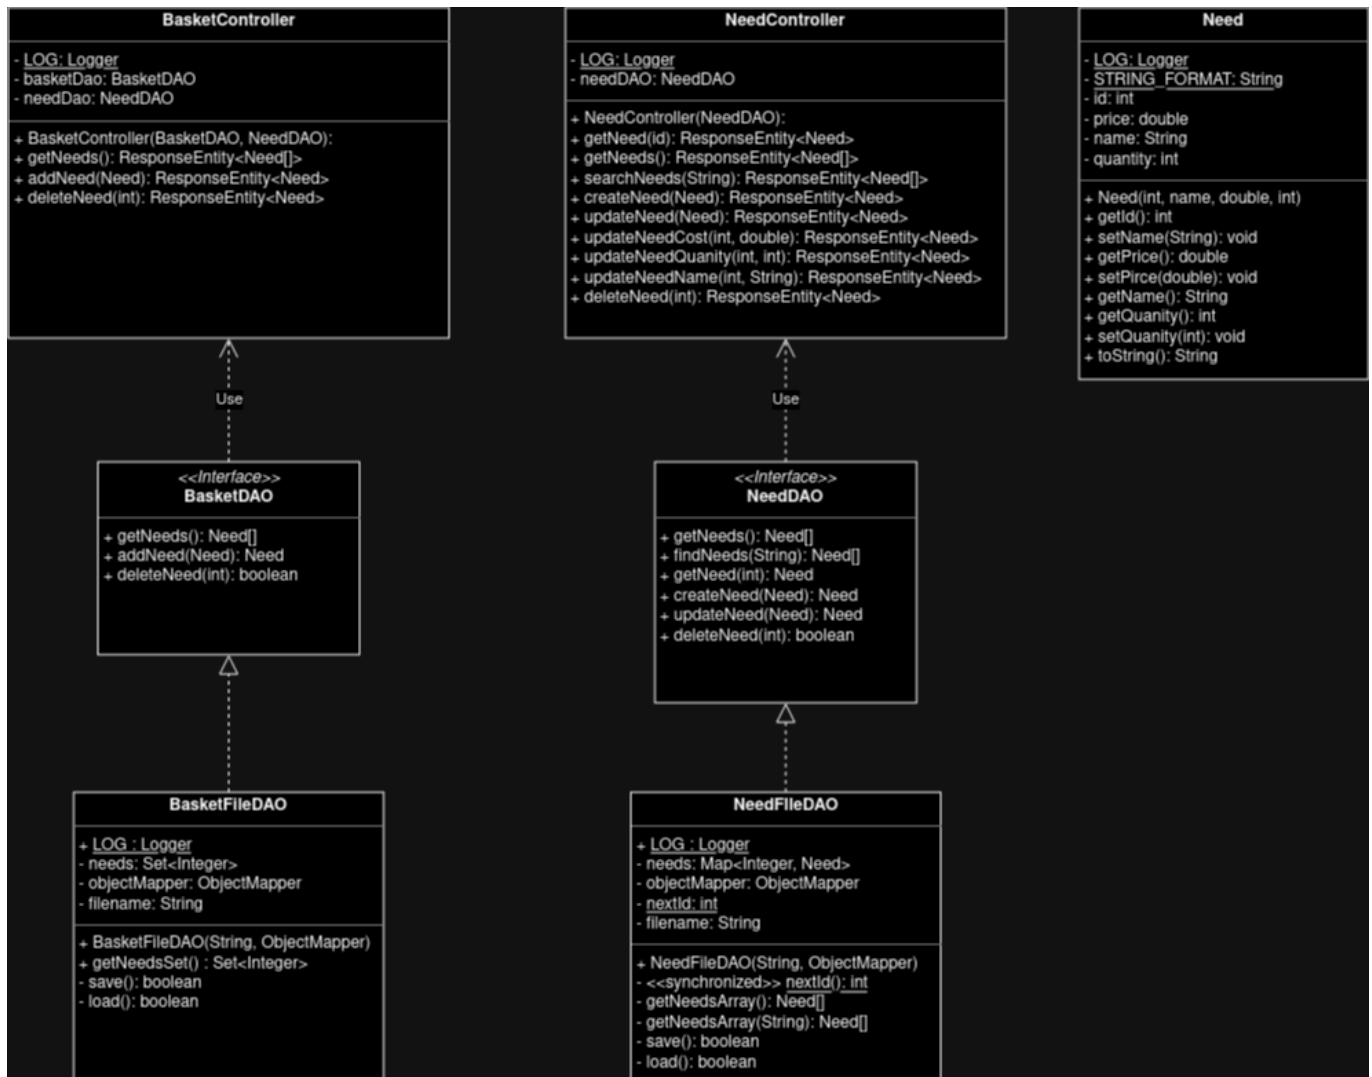 BasketController
- LOG: Logger
- basketDao: BasketDAO
- needDao: NeedDAO
+ BasketController(BasketDAO, NeedDAO):
+ getNeeds(): ResponseEntity<Need[]>
+ addNeed(Need): ResponseEntity<Need>
+ deleteNeed(int): ResponseEntity<Need>
Use
<<Interface>>
BasketDAO
+ getNeeds(): Need[]
+ addNeed(Need): Need
+ deleteNeed(int): boolean
BasketFileDAO
+ LOG : Logger
- needs: Set<Integer>
- objectMapper: ObjectMapper
- filename: String
+ BasketFileDAO(String, ObjectMapper)
+ getNeedsSet() : Set<Integer>
- save(): boolean
- load(): boolean
NeedController
- LOG: Logger
- needDAO: NeedDAO
+ NeedController(NeedDAO):
+ getNeed(id): ResponseEntity<Need>
+ getNeeds(): ResponseEntity<Need[]>
+ searchNeeds(String): ResponseEntity<Need[]>
+ createNeed(Need): ResponseEntity<Need>
+ updateNeed(Need): ResponseEntity<Need>
+ updateNeedCost(int, double): ResponseEntity<Need>
+ updateNeedQuanity(int, int): ResponseEntity<Need>
+ updateNeedName(int, String): ResponseEntity<Need>
+ deleteNeed(int): ResponseEntity<Need>
Use
<<Interface>>
NeedDAO
+ getNeeds(): Need[]
+ findNeeds(String): Need[]
+ getNeed(int): Need
+ createNeed(Need): Need
+ updateNeed(Need): Need
+ deleteNeed(int): boolean
NeedFIleDAO
+ LOG : Logger
- needs: Map<Integer, Need>
- objectMapper: ObjectMapper
- nextId: int
- filename: String
+ NeedFileDAO(String, ObjectMapper)
- <<synchronized>> nextId(): int
- getNeedsArray(): Need[]
- getNeedsArray(String): Need[]
- save(): boolean
- load(): boolean
Need
- LOG: Logger
- STRING_FORMAT: String
- id: int
- price: double
- name: String
- quantity: int
+ Need(int, name, double, int)
+ getId(): int
+ setName(String): void
+ getPrice(): double
+ setPirce(double): void
+ getName(): String
+ getQuanity(): int
+ setQuanity(int): void
+ toString(): String